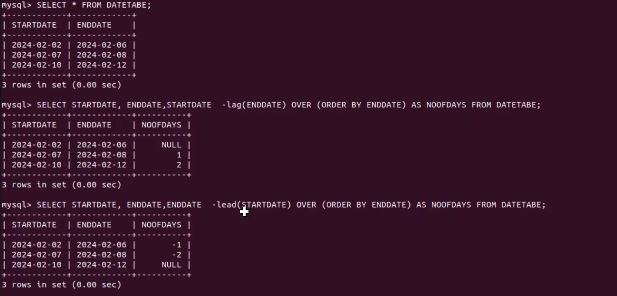 mysql> SELECT * FROM DATETABE;
+------------+------------+
| STARTDATE  | ENDDATE    |
+------------+------------+
| 2024-02-02 | 2024-02-06 |
| 2024-02-07 | 2024-02-08 |
| 2024-02-10 | 2024-02-12 |
+------------+------------+
3 rows in set (0.00 sec)
mysql> SELECT STARTDATE, ENDDATE,STARTDATE  -lag(ENDDATE) OVER (ORDER BY ENDDATE) AS NOOFDAYS FROM DATETABE;
+------------+------------+----------+
| STARTDATE  | ENDDATE    | NOOFDAYS |
+------------+------------+----------+
| 2024-02-02 | 2024-02-06 |     NULL |
| 2024-02-07 | 2024-02-08 |        1 |
| 2024-02-10 | 2024-02-12 |        2 |
+------------+------------+----------+
3 rows in set (0.00 sec)
mysql> SELECT STARTDATE, ENDDATE,ENDDATE  -lead(STARTDATE) OVER (ORDER BY ENDDATE) AS NOOFDAYS FROM DATETABE;
+------------+------------+----------+
| STARTDATE  | ENDDATE    | NOOFDAYS |
+------------+------------+----------+
| 2024-02-02 | 2024-02-06 |       -1 |
| 2024-02-07 | 2024-02-08 |       -2 |
| 2024-02-10 | 2024-02-12 |     NULL |
+------------+------------+----------+
3 rows in set (0.00 sec)